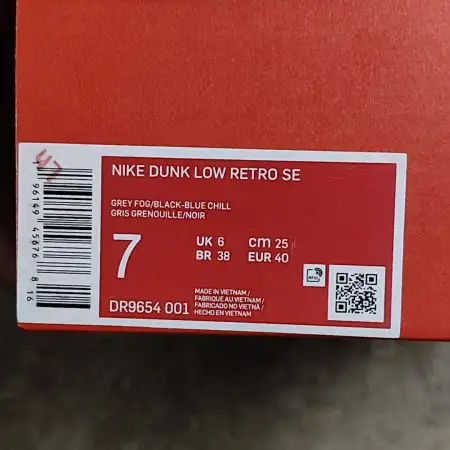 NIKE DUNK LOW RETRO SE
GREY FOG/BLACK-BLUE CHILL
GRIS GRENOUILLE/NOIR
7
UK 6 cm 25
BR 38 EUR 40
DR9654 001
MADE IN VIETNAM/
FABRIQUÉ AU VIETNAM/
FABRICADO NO VIETNÃ/
HECHO EN VIETNAM
1 96149 45676 8 16